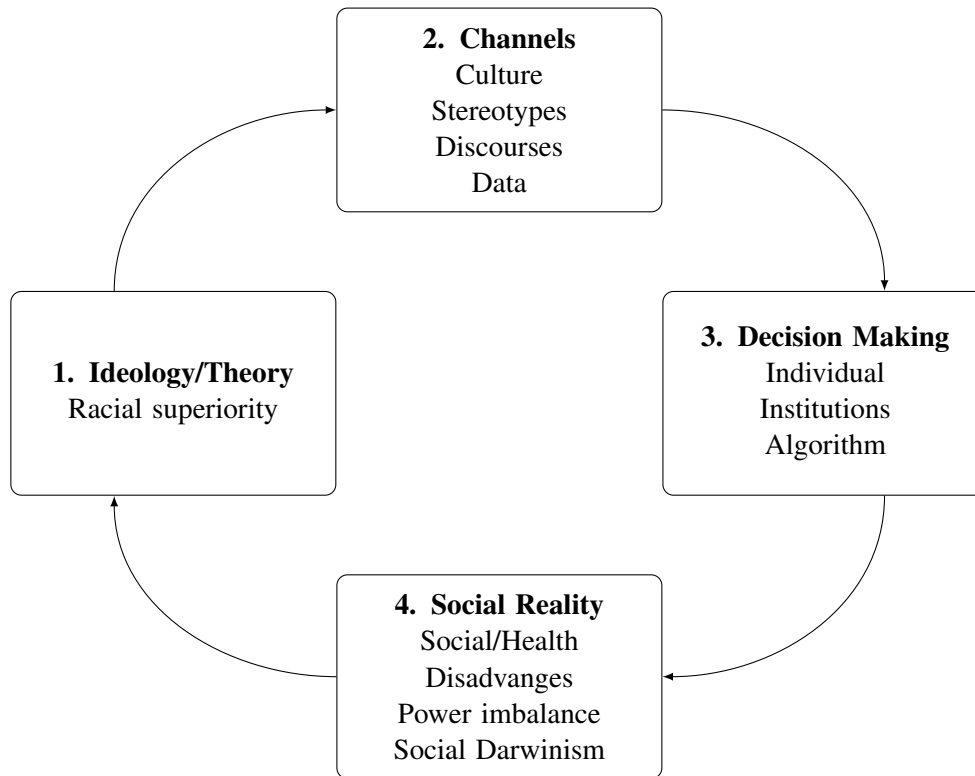 2. Channels
Culture
Stereotypes
Discourses
Data
1. Ideology/Theory
Racial superiority
3. Decision Making
Individual
Institutions
Algorithm
4. Social Reality
Social/Health
Disadvanges
Power imbalance
Social Darwinism